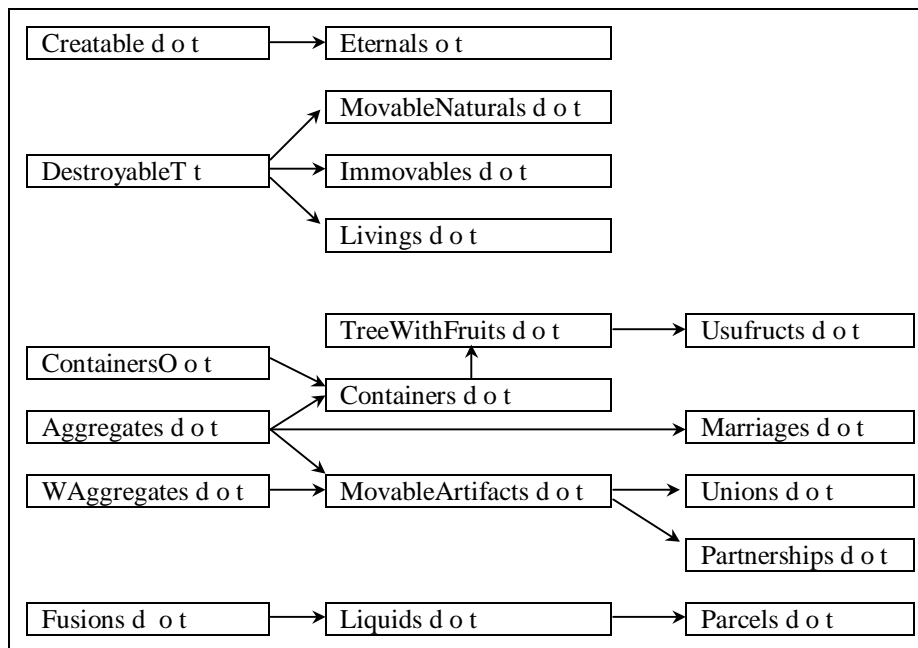 Creatable d o t
Eternals o t
MovableNaturals d o t
DestroyableT t
Immovables d o t
Livings d o t
TreeWithFruits d o t
Usufructs d o t
ContainersO o t
Containers d o t
Aggregates d o t
Marriages d o t
WAggregates d o t
MovableArtifacts d o t
Unions d o t
Partnerships d o t
Fusions d o t
Liquids d o t
Parcels d o t